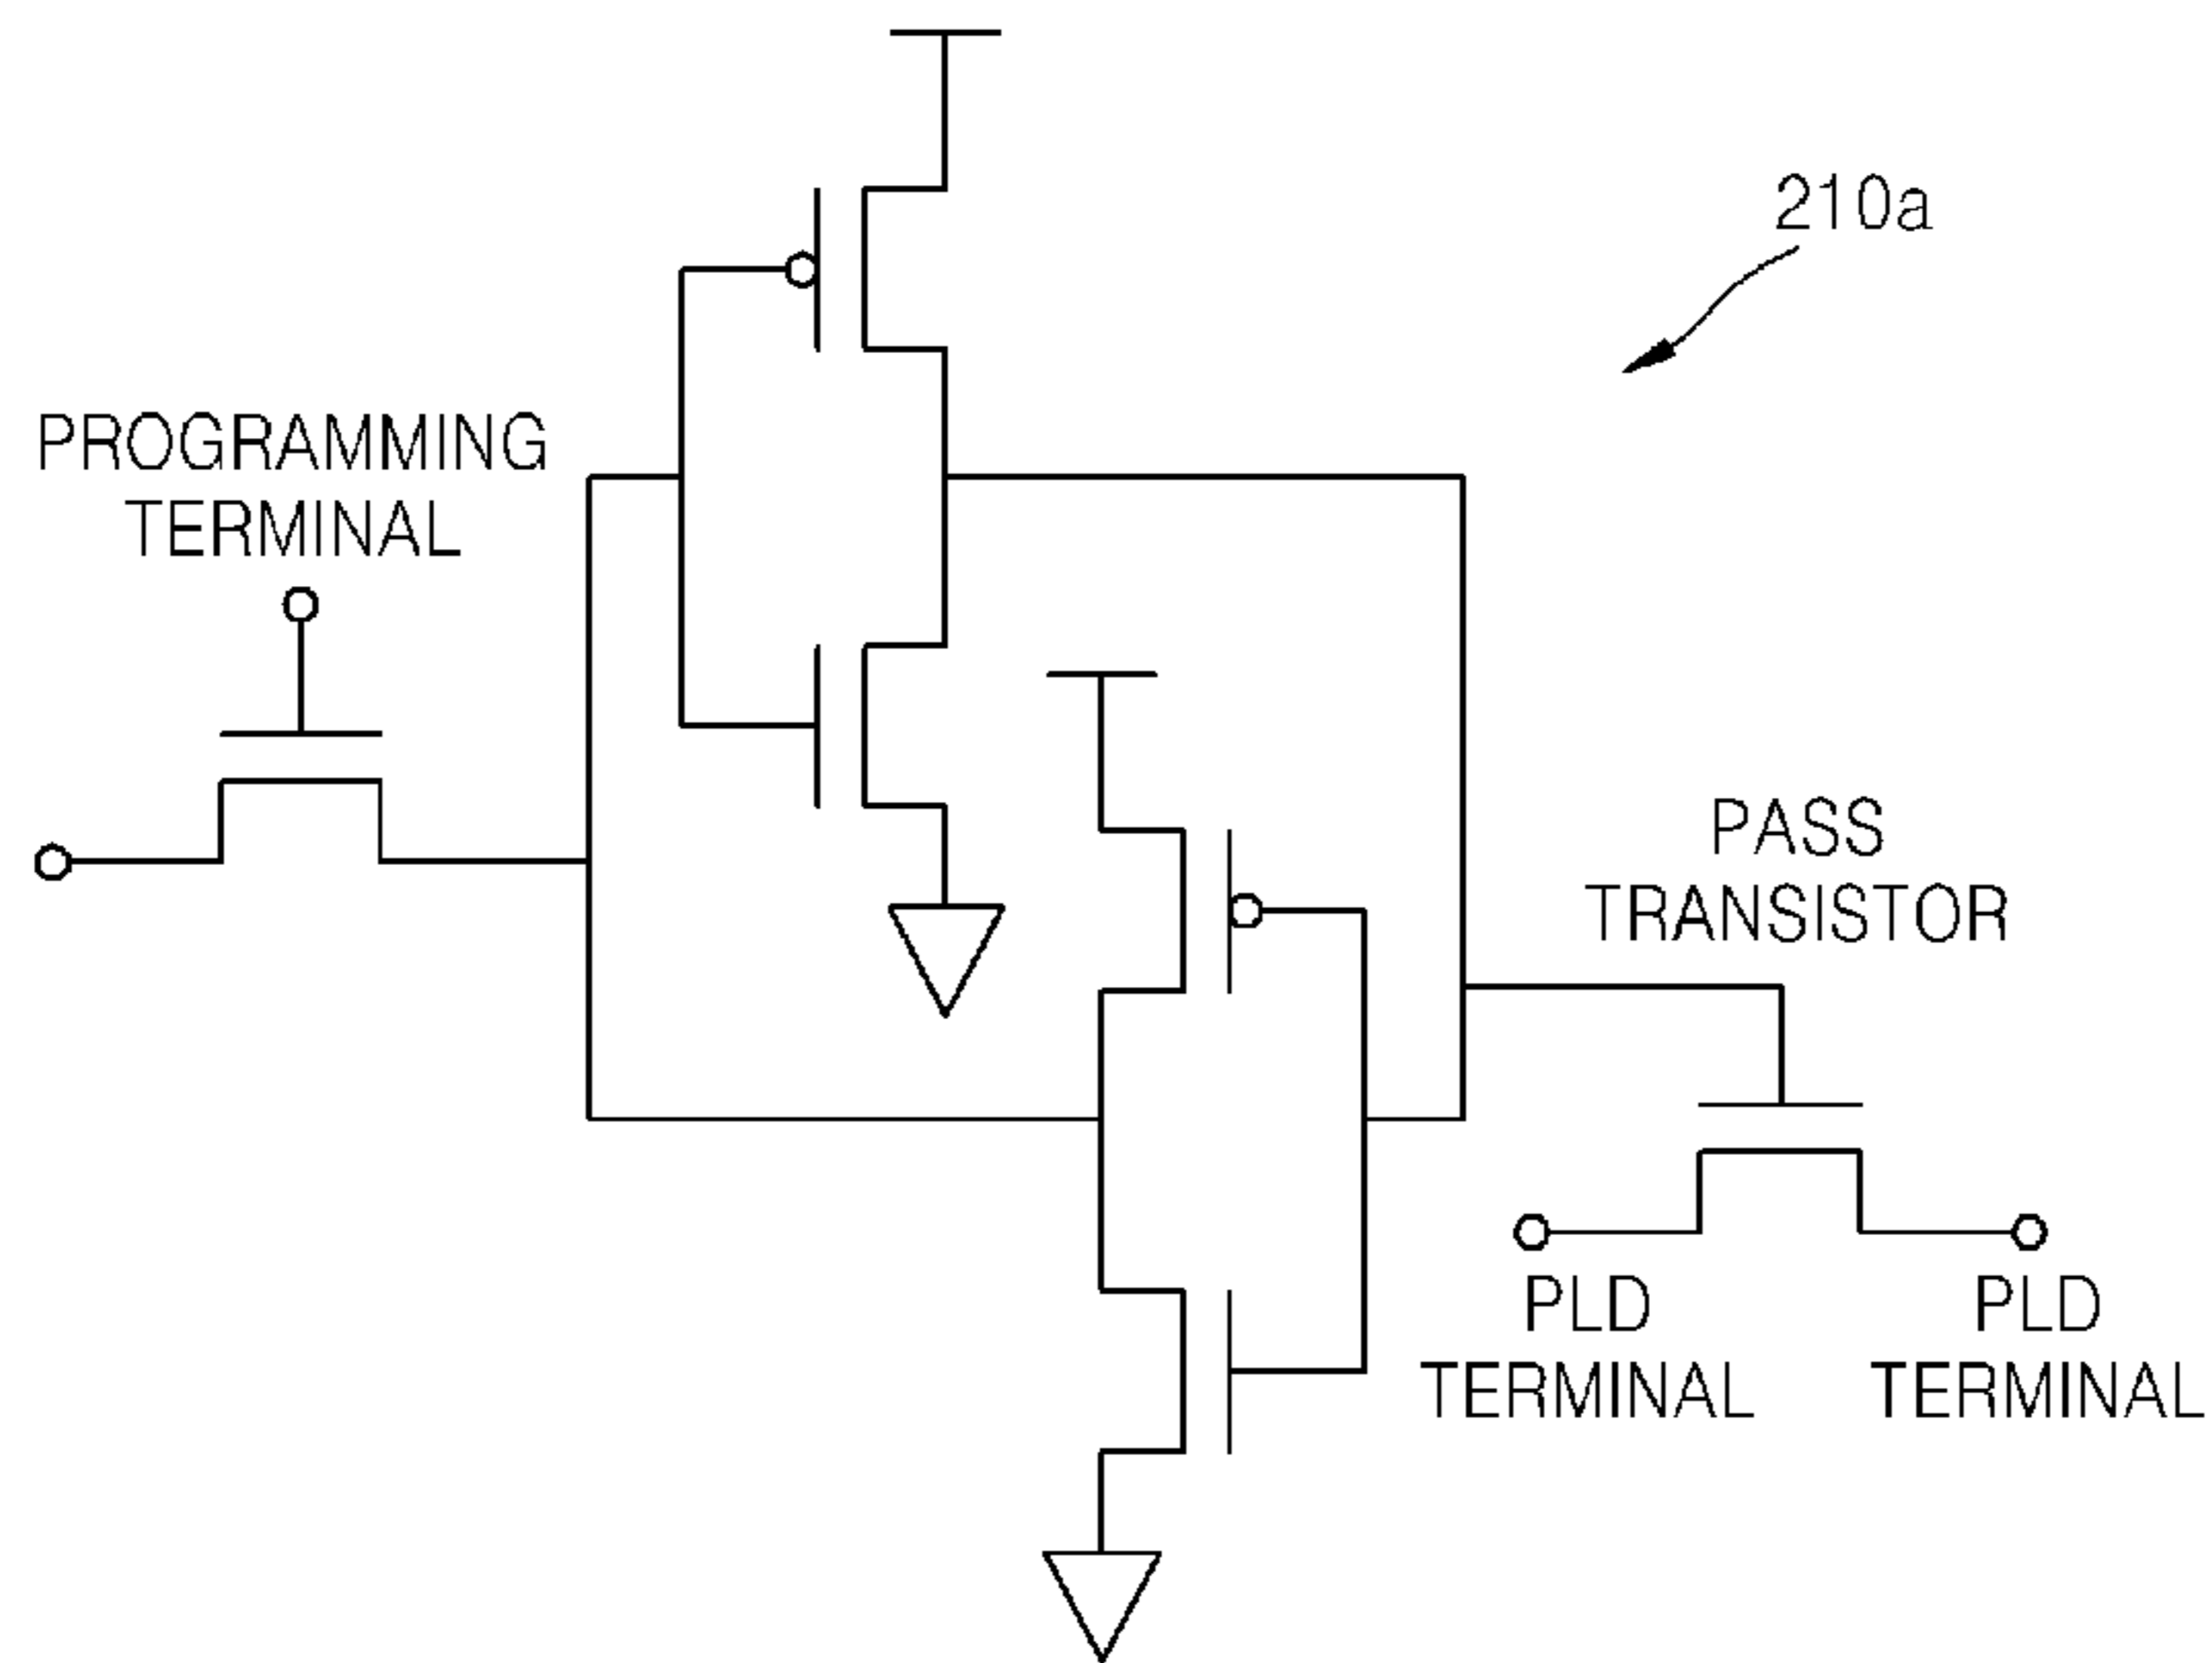 210a
PROGRAMMING
TERMINAL
PASS
TRANSISTOR
PLD
TERMINAL
PLD
TERMINAL